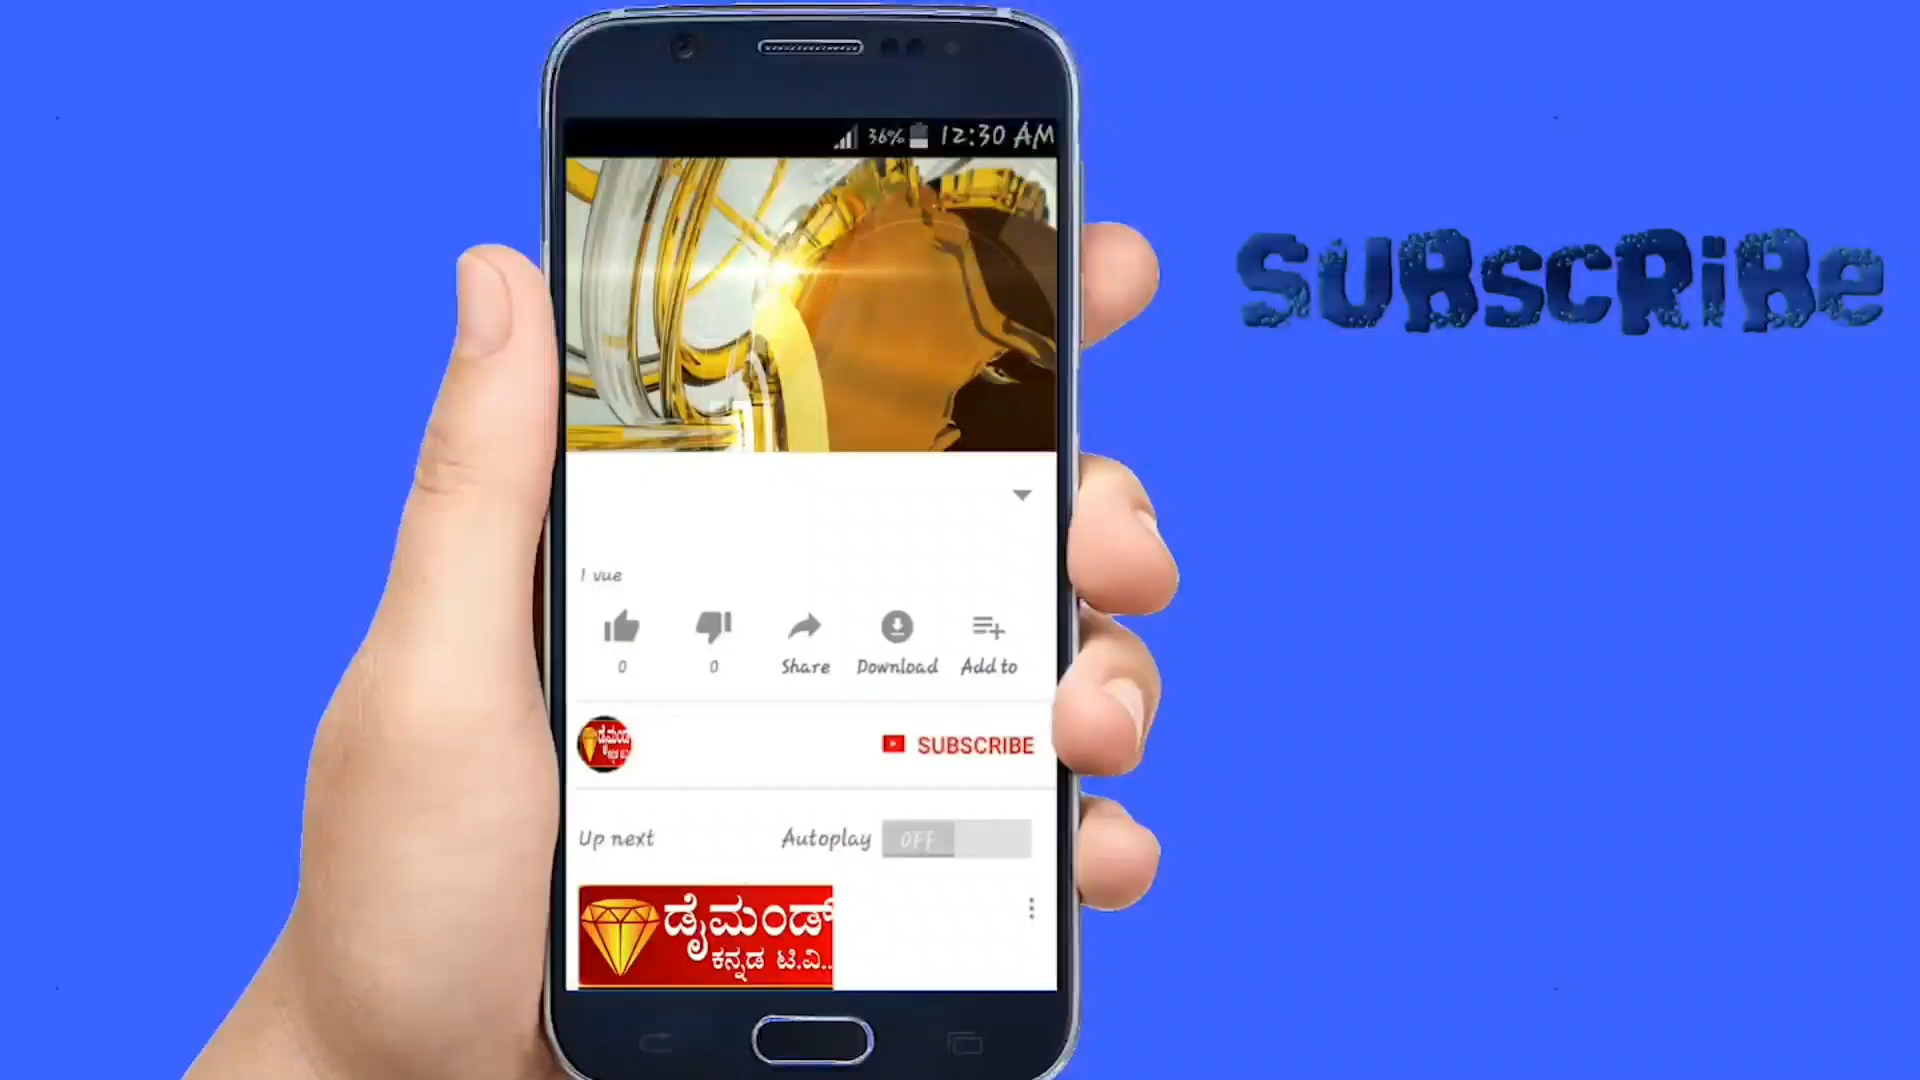 36% 12:30 AM
SUBscRiBe
1 vue
0 0 Share Download Add to
ಡೈಮಂಡ್
SUBSCRIBE
Up next Autoplay OFF
ಡೈಮಂಡ್
ಕನ್ನಡ ಟಿ.ವಿ..